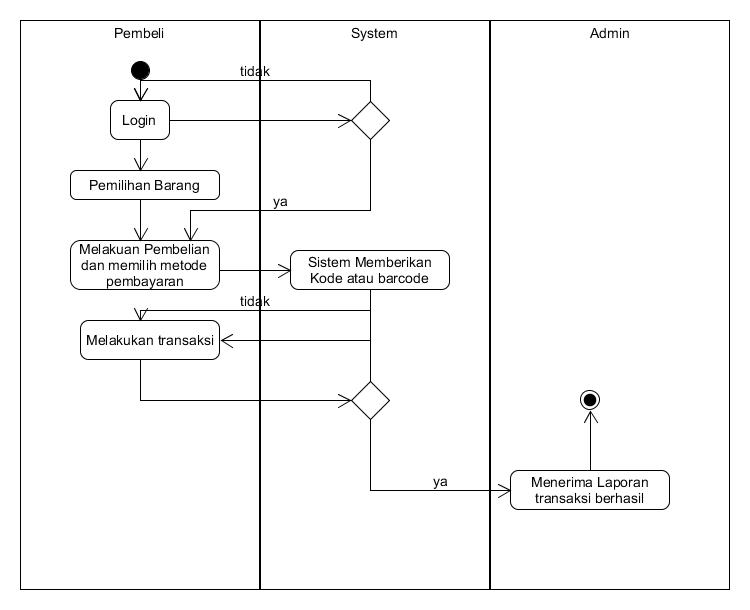 Pembeli
System
Admin
tidak
Login
Pemilihan Barang
ya
Melakuan Pembelian
dan memilih metode
pembayaran
Sistem Memberikan
Kode atau barcode
tidak
Melakukan transaksi
ya
Menerima Laporan
transaksi berhasil